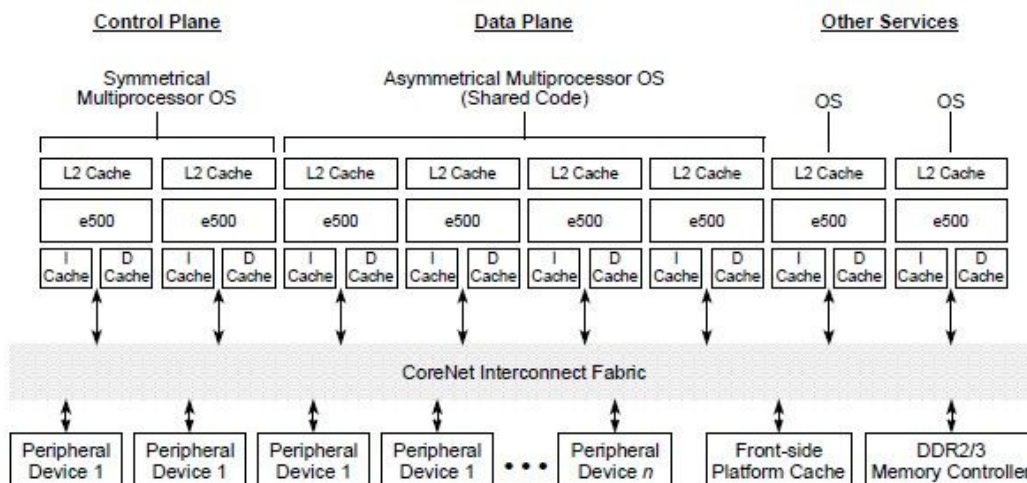 Control Plane
Data Plane
Other Services
Symmetrical
Multiprocessor OS
Asymmetrical Multiprocessor OS
(Shared Code)
OS
OS
L2 Cache
L2 Cache
L2 Cache
L2 Cache
L2 Cache
L2 Cache
L2 Cache
L2 Cache
e500
e500
e500
e500
e500
e500
e500
e500
I
Cache
D
Cache
I
Cache
D
Cache
I
Cache
D
Cache
I
Cache
D
Cache
I
Cache
D
Cache
I
Cache
D
Cache
I
Cache
D
Cache
I
Cache
D
Cache
CoreNet Interconnect Fabric
Peripheral
Device 1
Peripheral
Device 1
Peripheral
Device 1
Peripheral
Device 1
• • •
Peripheral
Device n
Front-side
Platform Cache
DDR2/3
Memory Controller